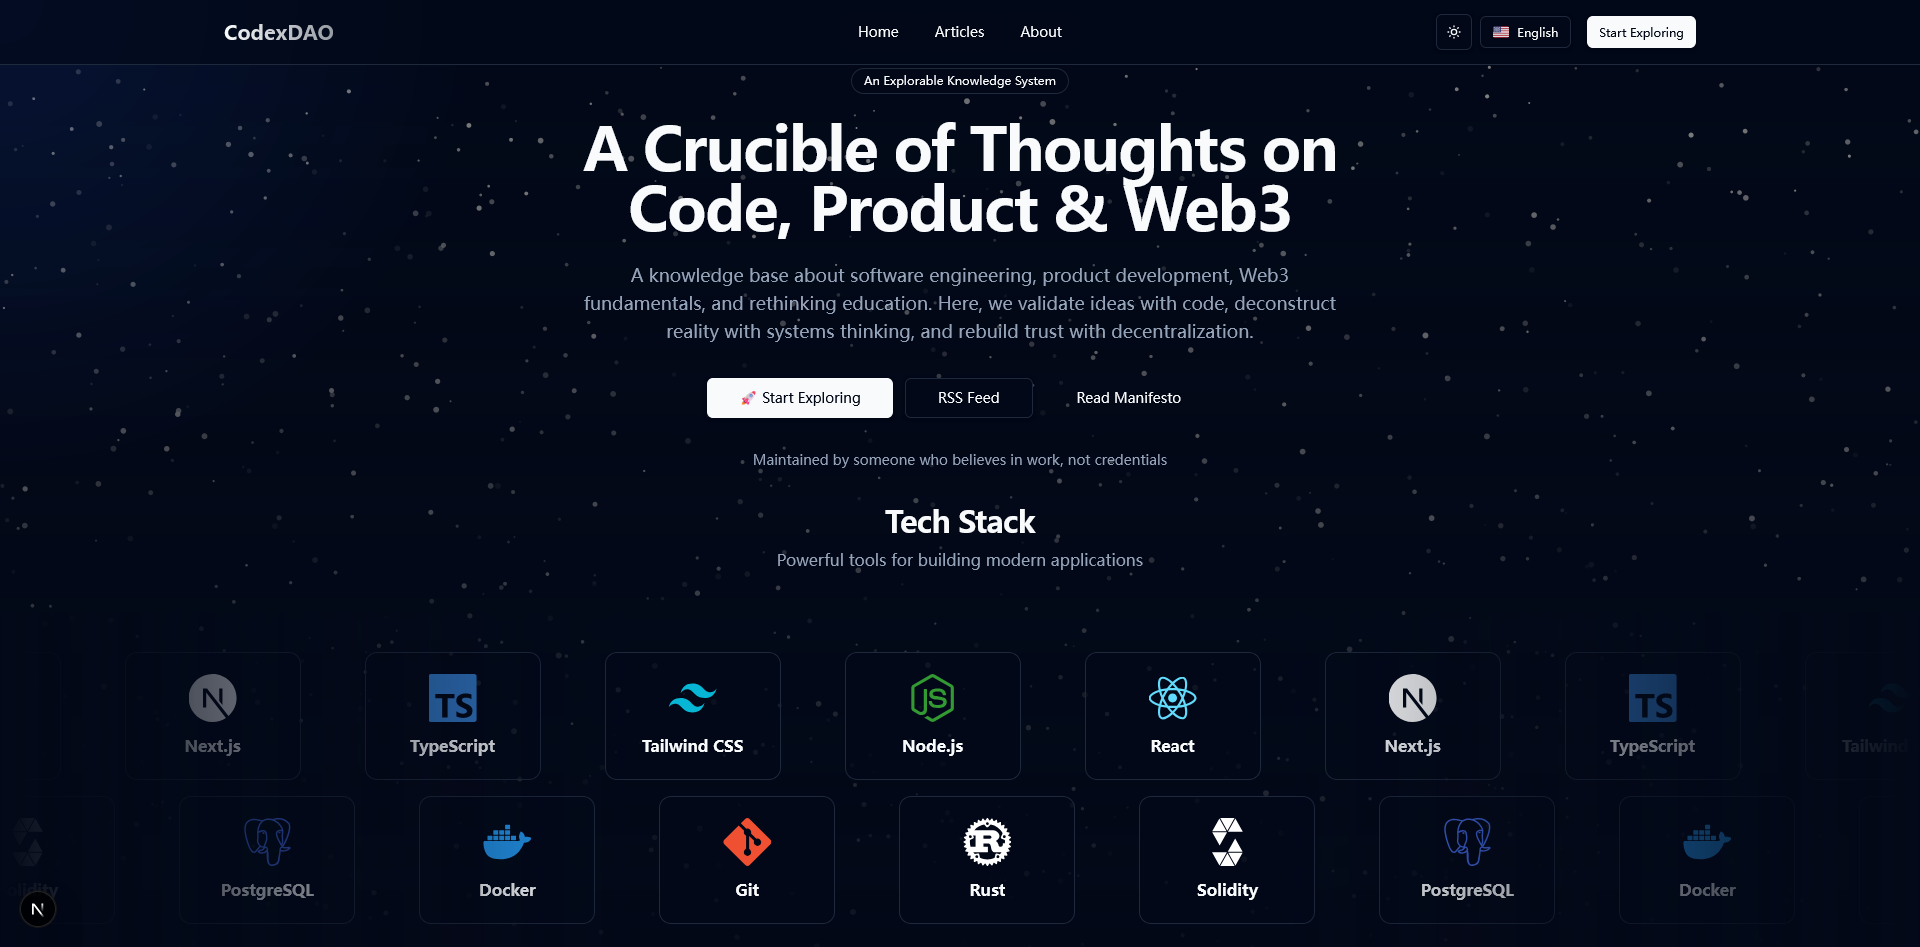 CodexDAO
Home
Articles
About
English
Start Exploring
An Explorable Knowledge System
A Crucible of Thoughts on
Code, Product & Web3
A knowledge base about software engineering, product development, Web3
fundamentals, and rethinking education. Here, we validate ideas with code, deconstruct
reality with systems thinking, and rebuild trust with decentralization.
🚀 Start Exploring
RSS Feed
Read Manifesto
Maintained by someone who believes in work, not credentials
Tech Stack
Powerful tools for building modern applications
N
TS
JS
N
TS
Next.js
TypeScript
Tailwind CSS
Node.js
React
Next.js
TypeScript
Tailwind
R
PostgreSQL
Docker
Git
Rust
Solidity
PostgreSQL
Docker
N